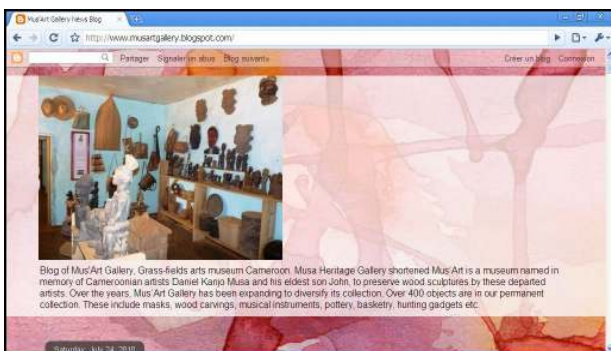 Mus'Art Gallery News Blog
http://www.musartgallery.blogspot.com/
Partager Signaler un abus Blog suivant» Créer un blog Connexion
Blog of Mus'Art Gallery, Grass-fields arts museum Cameroon. Musa Heritage Gallery shortened Mus'Art is a museum named in
memory of Cameroonian artists Daniel Kanjo Musa and his eldest son John, to preserve wood sculptures by these departed
artists. Over the years, Mus'Art Gallery has been expanding to diversify its collection. Over 400 objects are in our permanent
collection. These include masks, wood carvings, musical instruments, pottery, basketry, hunting gadgets etc.
Saturday, July 24, 2010